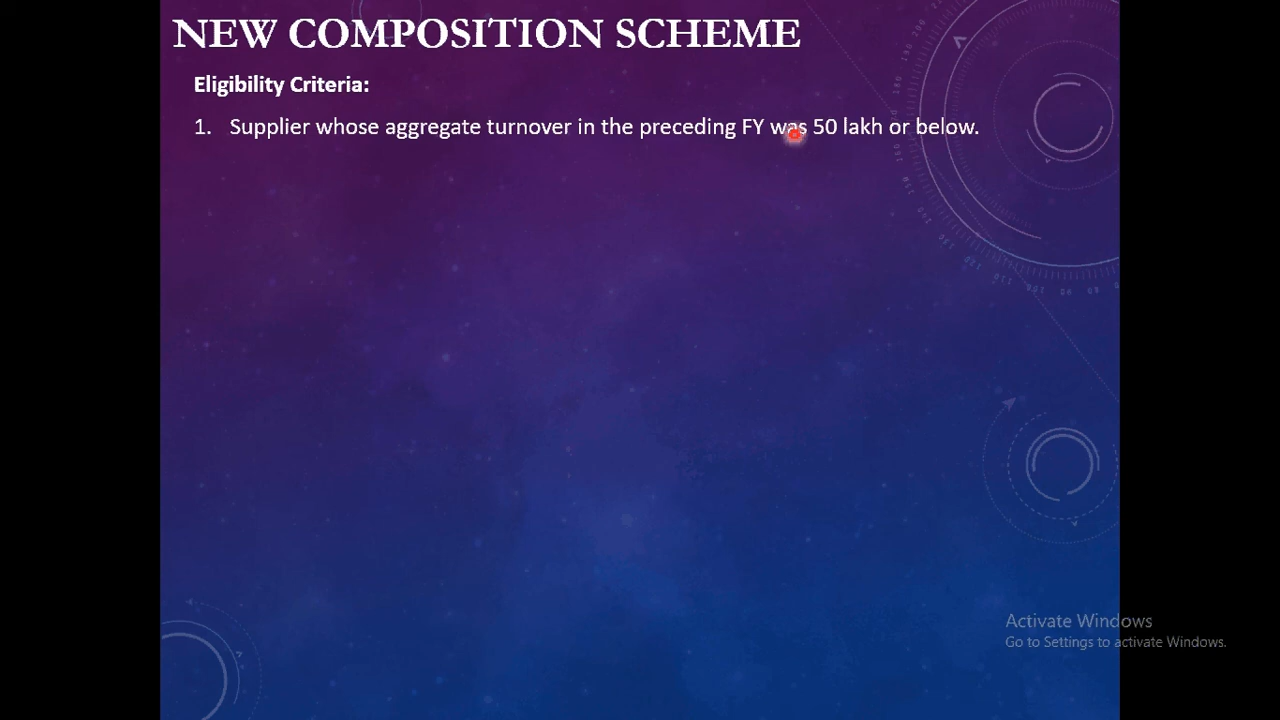 NEW COMPOSITION SCHEME
Eligibility Criteria:
1. Supplier whose aggregate turnover in the preceding FY was 50 lakh or below.
Activate Windows
Go to Settings to activate Windows.